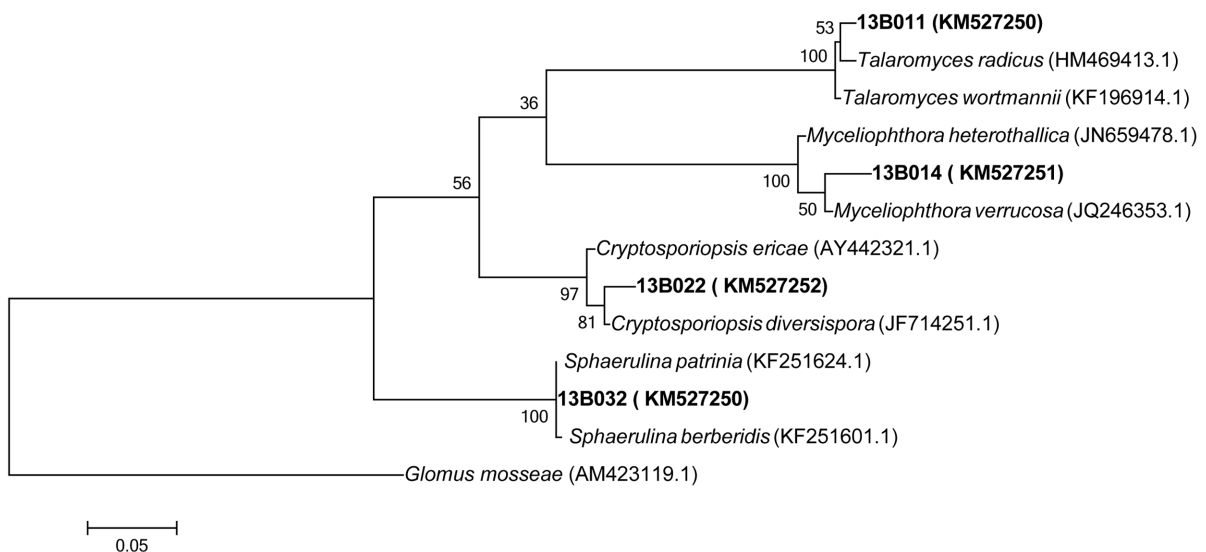 53
13B011 (KM527250)
100
Talaromyces radicus (HM469413.1)
Talaromyces wortmannii (KF196914.1)
36
Myceliophthora heterothallica (JN659478.1)
100
13B014 ( KM527251)
50
Myceliophthora verrucosa (JQ246353.1)
56
Cryptosporiopsis ericae (AY442321.1)
97
13B022 ( KM527252)
81
Cryptosporiopsis diversispora (JF714251.1)
Sphaerulina patrinia (KF251624.1)
13B032 ( KM527250)
100
Sphaerulina berberidis (KF251601.1)
Glomus mosseae (AM423119.1)
0.05